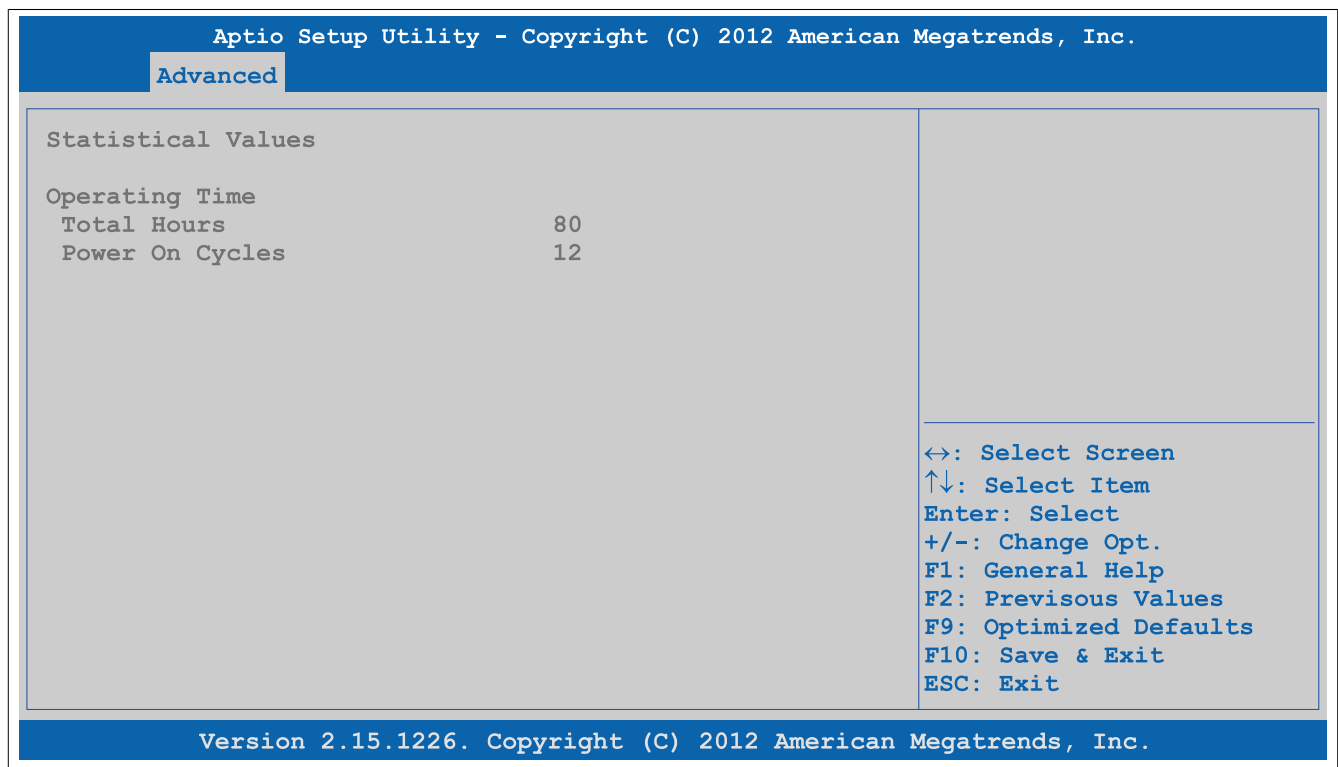 Aptio Setup Utility - Copyright (C) 2012 American Megatrends, Inc.
Advanced
Statistical Values
Operating Time
Total Hours 80
Power On Cycles 12
↔: Select Screen
↑↓: Select Item
Enter: Select
+/-: Change Opt.
F1: General Help
F2: Previsous Values
F9: Optimized Defaults
F10: Save & Exit
ESC: Exit
Version 2.15.1226. Copyright (C) 2012 American Megatrends, Inc.